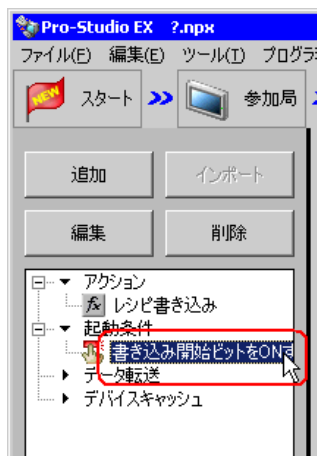 Pro-Studio EX ?.npx
ファイル(F) 編集(E) ツール(T) プログラ
NEW スタート 参加局
追加 インポート
編集 削除
アクション
fx レシピ書き込み
起動条件
書き込み開始ビットをONす
データ転送
デバイスキャッシュ